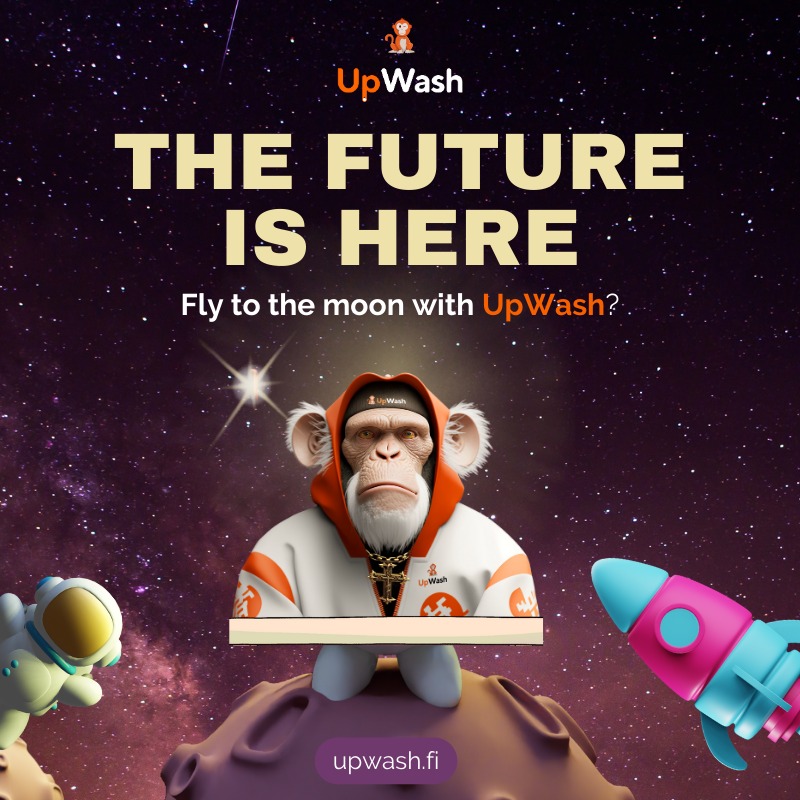 UpWash
THE FUTURE
IS HERE
Fly to the moon with UpWash?
UpWash
UpWash
upwash.fi